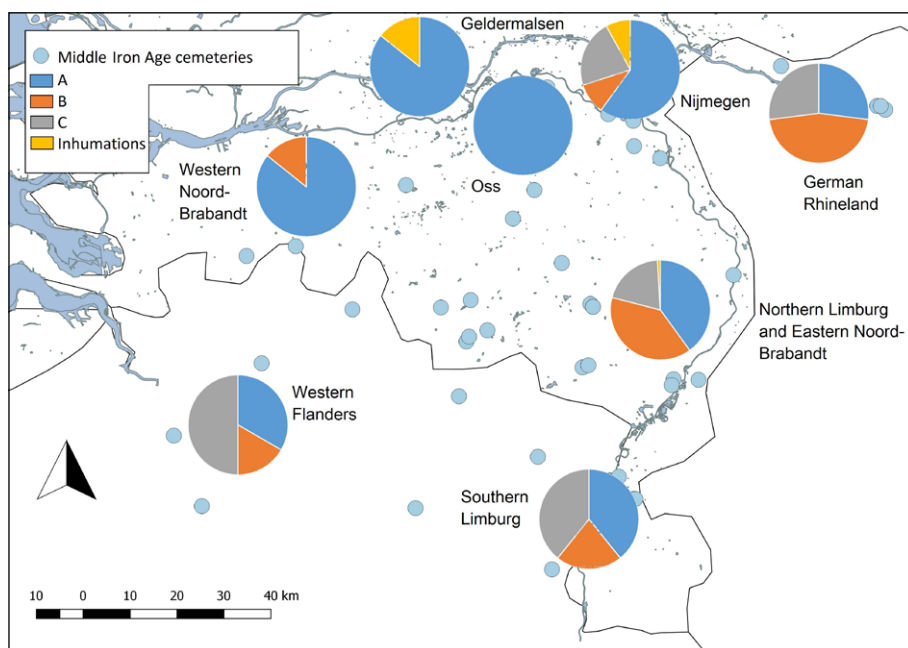 Geldermalsen
Middle Iron Age cemeteries
A
B
C
Inhumations
Nijmegen
Western
Noord-
Brabandt
Oss
German
Rhineland
Northern Limburg
and Eastern Noord-
Brabandt
Western
Flanders
Southern
Limburg
10 0 10 20 30 40 km